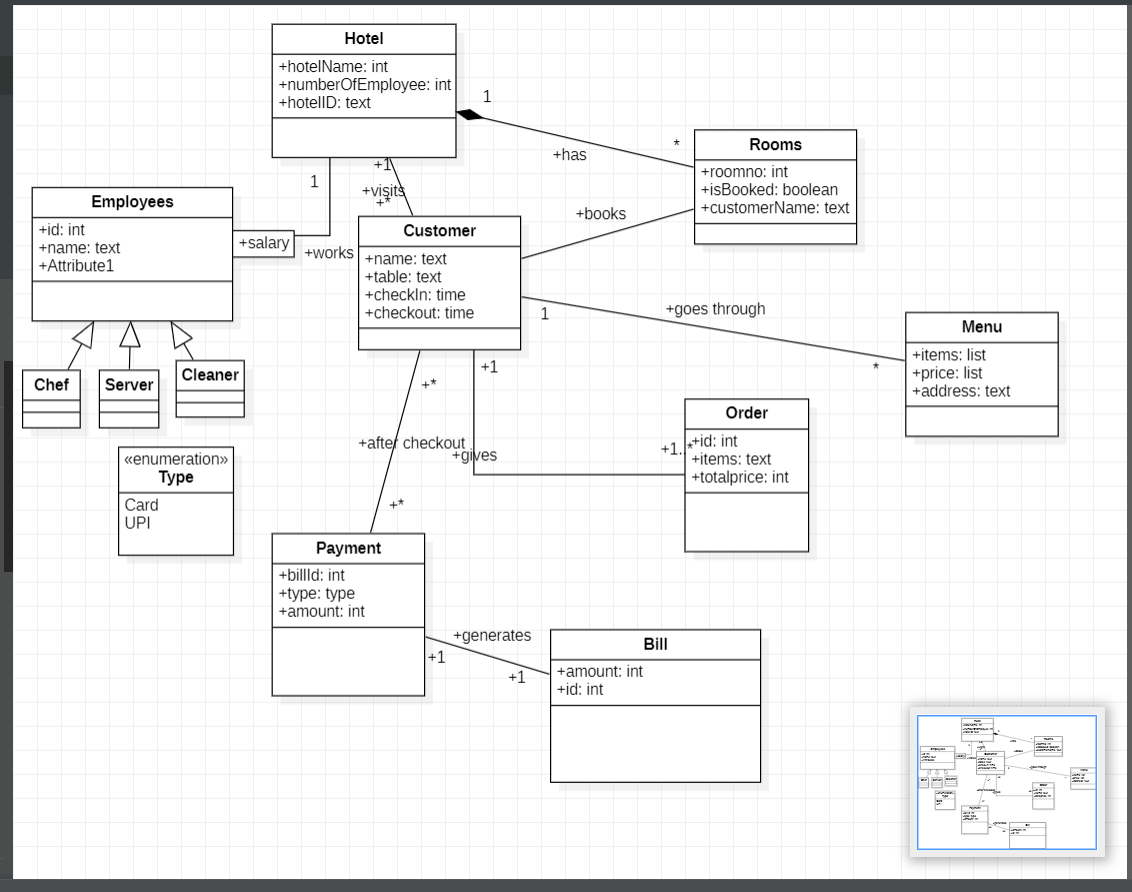 Hotel
+hotelName: int
+numberOfEmployee: int
+hotelID: text
1
+has
*
Rooms
+roomno: int
+isBooked: boolean
+customerName: text
1
+1
+visits
+*
Employees
+id: int
+name: text
+Attribute1
+salary
+works
Customer
+name: text
+table: text
+checkIn: time
+checkout: time
+books
+goes through
1
*
Menu
+items: list
+price: list
+address: text
Chef
Server
Cleaner
+1
+*
+after checkout
+gives
+1..*
Order
+id: int
+items: text
+totalprice: int
«enumeration»
Type
Card
UPI
+*
Payment
+billId: int
+type: type
+amount: int
+generates
+1
+1
Bill
+amount: int
+id: int